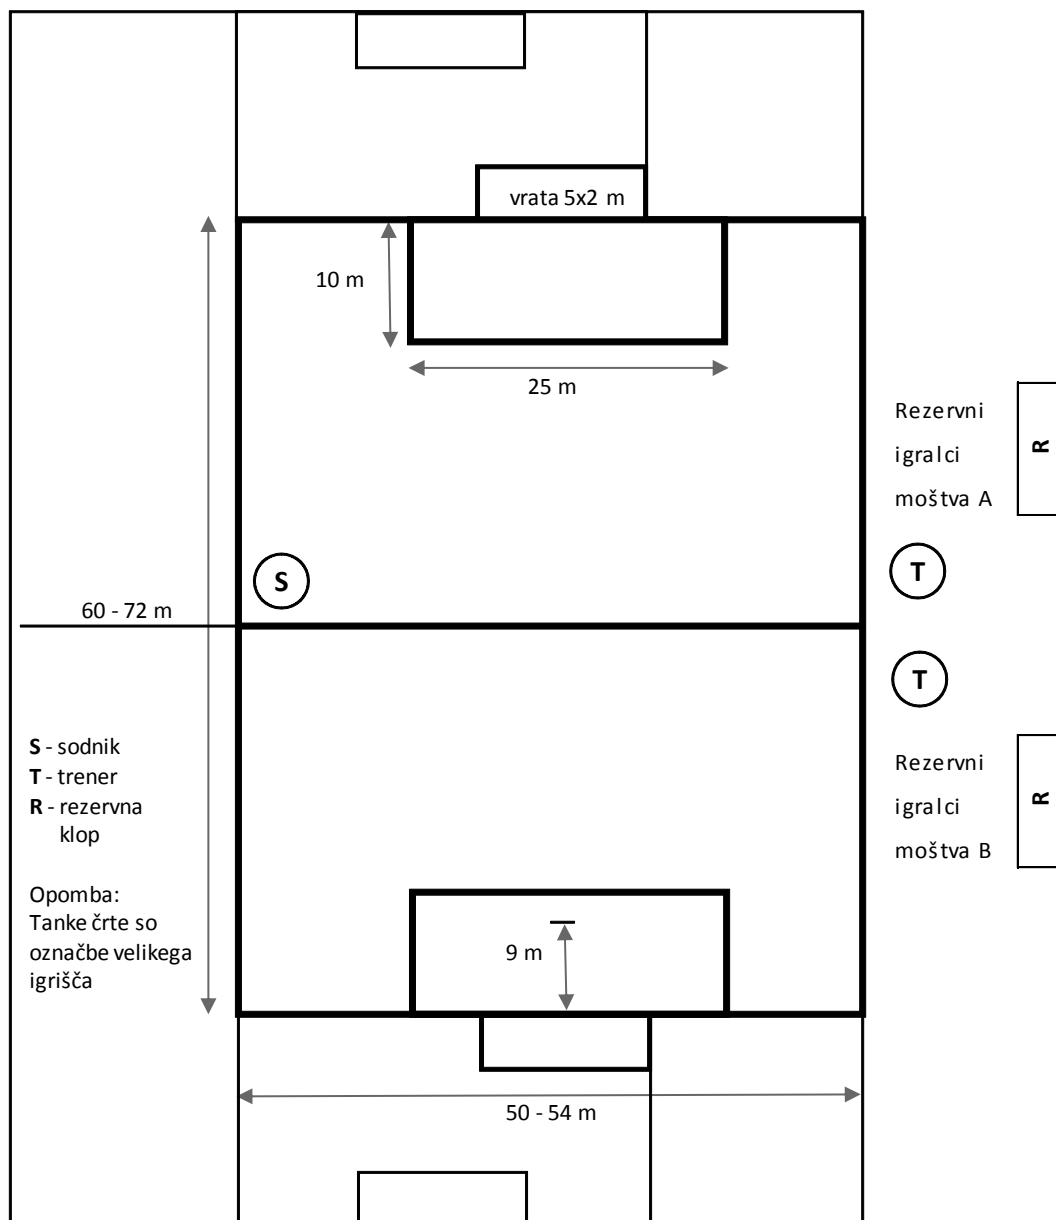 vrata 5x2 m
10 m
25 m
Rezervni
igralci
moštva A
R
S
T
60 - 72 m
T
S - sodnik
T - trener
R - rezervna
klop
Rezervni
igralci
moštva B
R
Opomba:
Tanke črte so
označbe velikega
igrišča
9 m
50 - 54 m